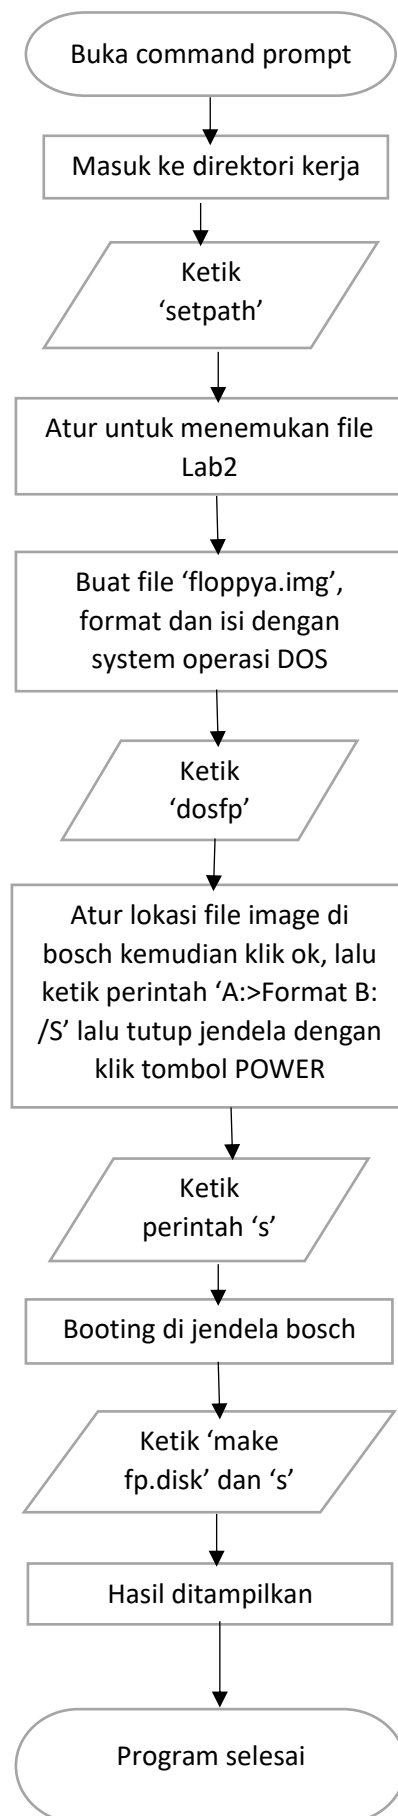 Buka command prompt
Masuk ke direktori kerja
Ketik
‘setpath’
Atur untuk menemukan file
Lab2
Buat file ‘floppya.img’,
format dan isi dengan
system operasi DOS
Ketik
‘dosfp’
Atur lokasi file image di
bosch kemudian klik ok, lalu
ketik perintah ‘A:>Format B:
/S’ lalu tutup jendela dengan
klik tombol POWER
Ketik
perintah ‘s’
Booting di jendela bosch
Ketik ‘make
fp.disk’ dan ‘s’
Hasil ditampilkan
Program selesai